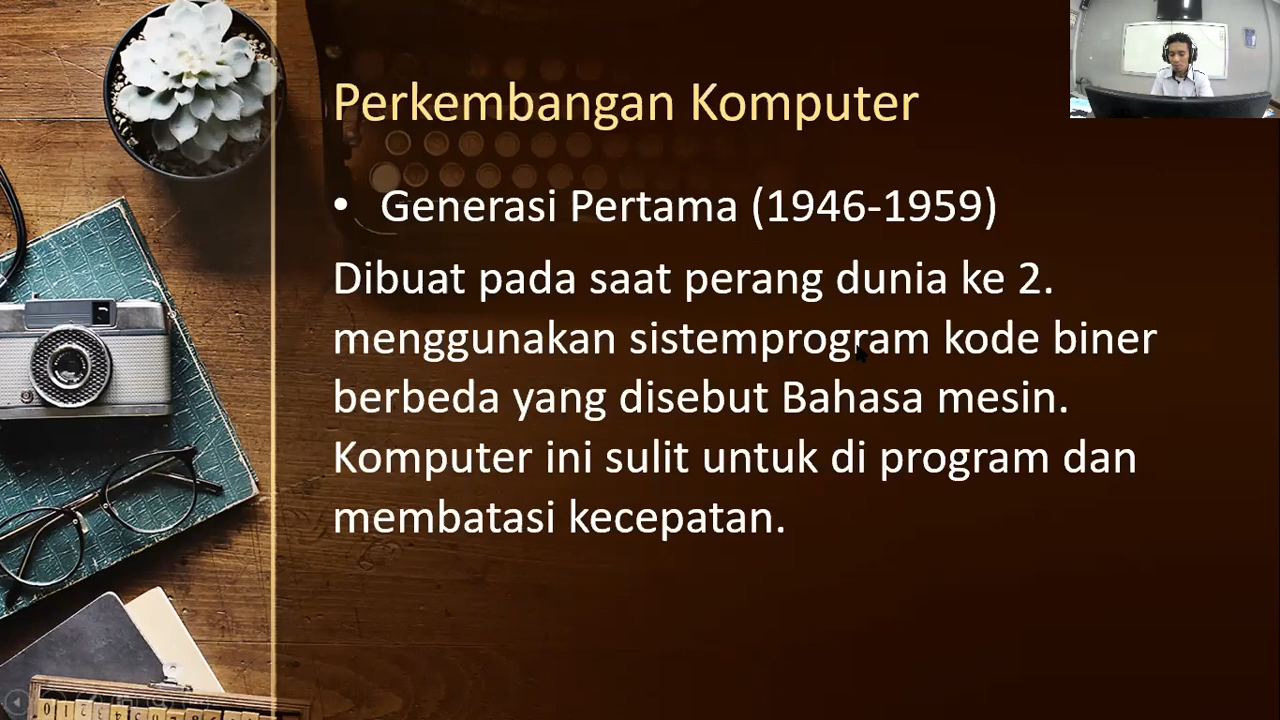 Perkembangan Komputer
• Generasi Pertama (1946-1959)
Dibuat pada saat perang dunia ke 2.
menggunakan sistemprogram kode biner
berbeda yang disebut Bahasa mesin.
Komputer ini sulit untuk di program dan
membatasi kecepatan.